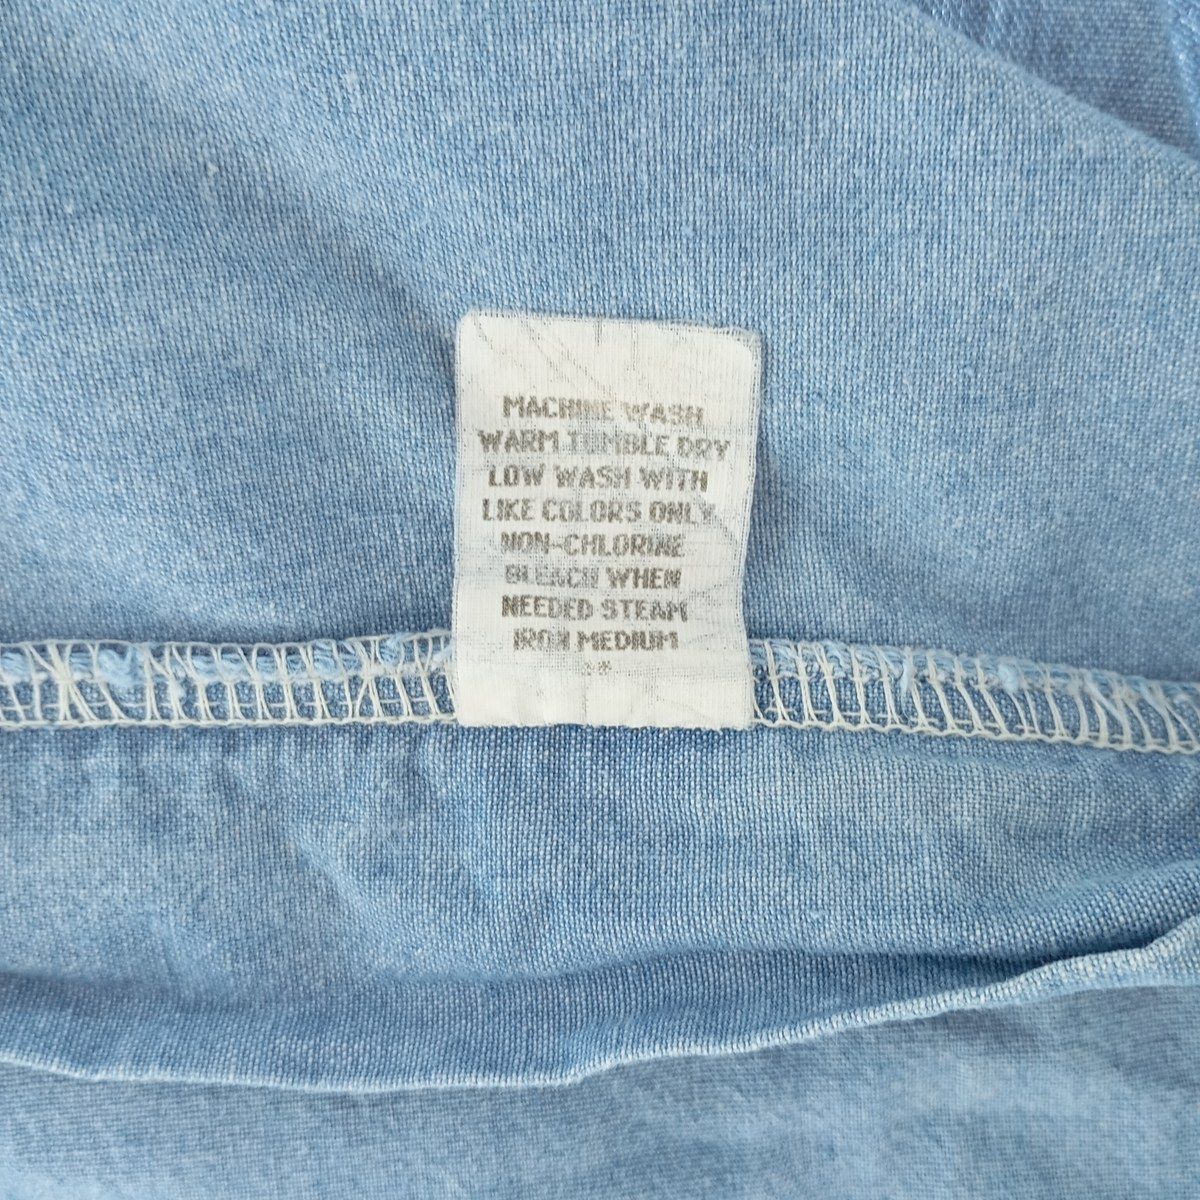 MACHINE WASH
WARM TUMBLE DRY
LOW WASH WITH
LIKE COLORS ONLY
NON-CHLORINE
BLEACH WHEN
NEEDED STEAM
IRON MEDIUM
**